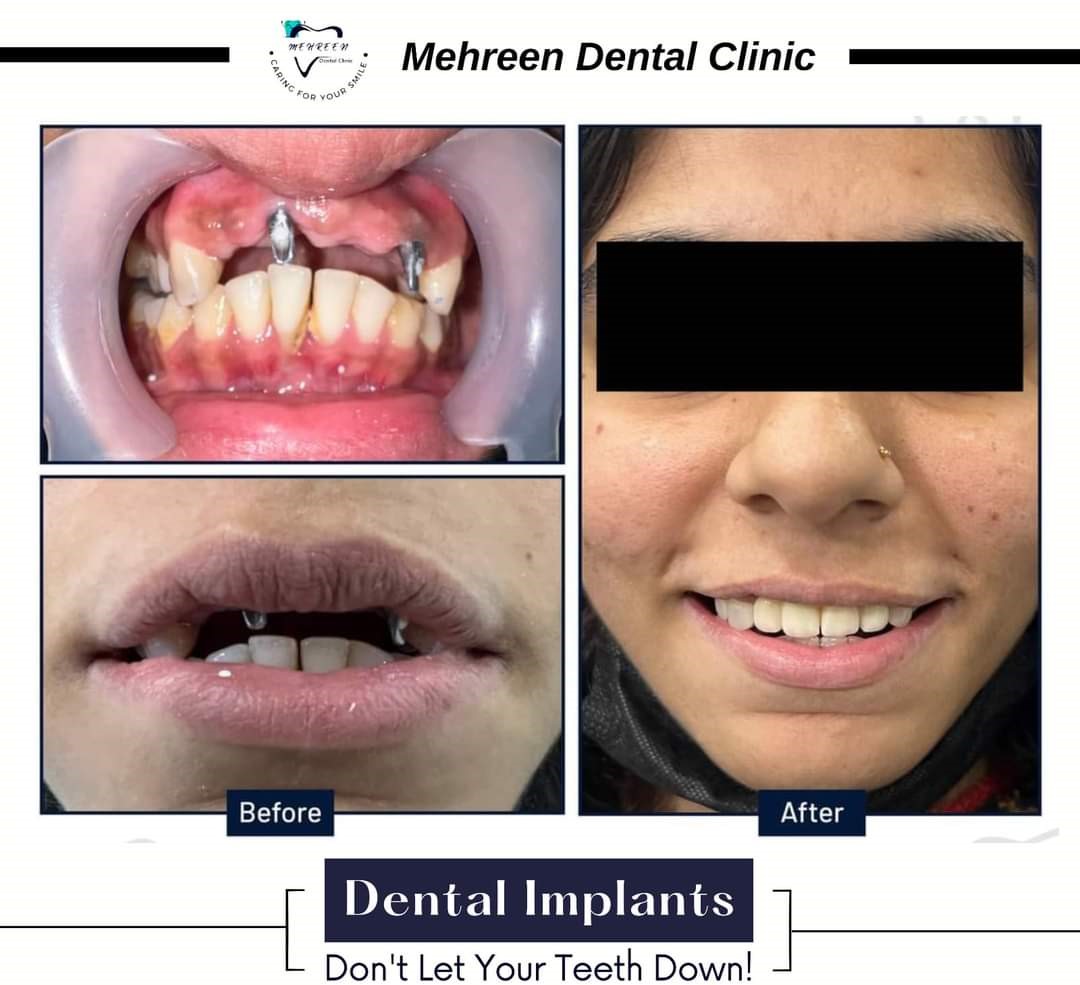 MEHREEN
Dental Clinic
• CARING FOR YOUR SMILE •
Mehreen Dental Clinic
Before
After
Dental Implants
Don't Let Your Teeth Down!